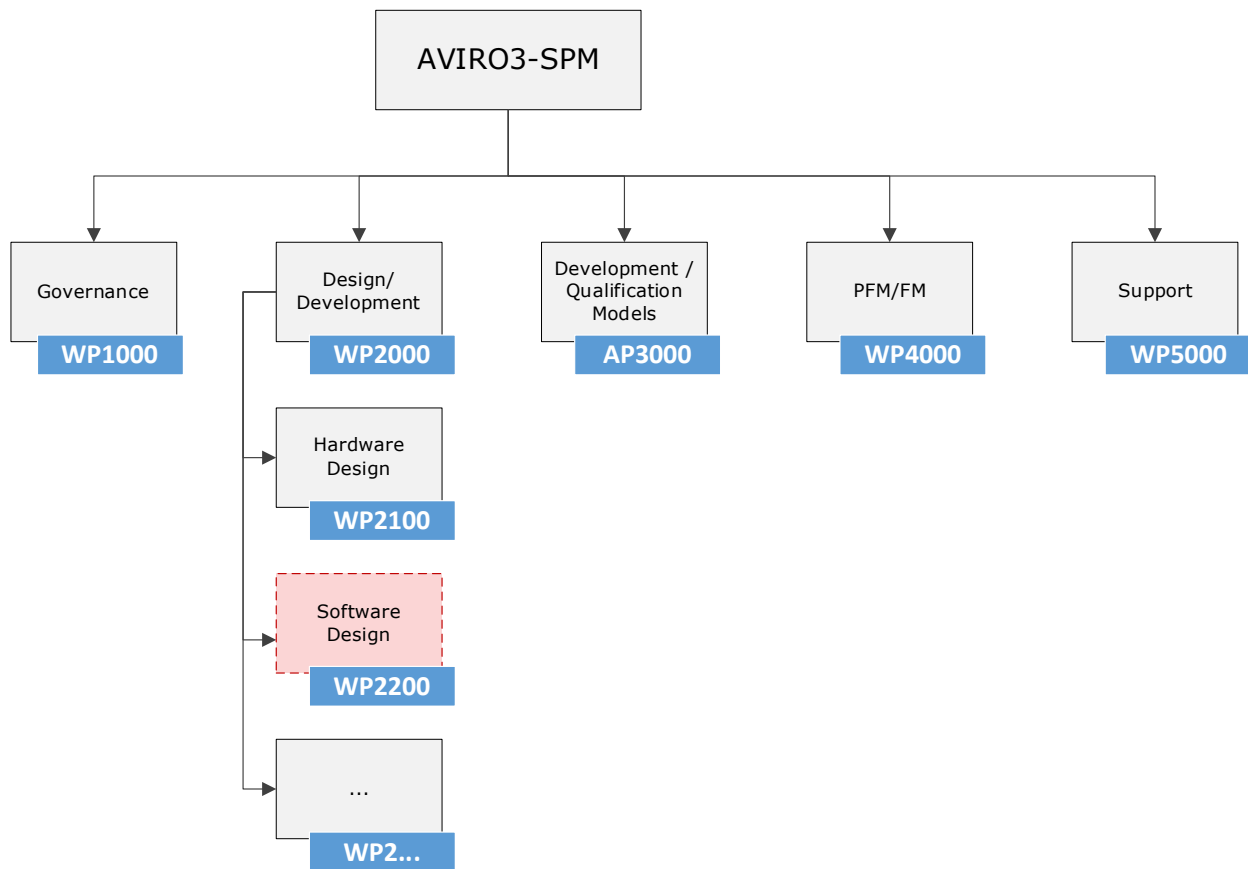 AVIRO3-SPM
Governance
WP1000
Design/
Development
WP2000
Development /
Qualification
Models
AP3000
PFM/FM
WP4000
Support
WP5000
Hardware
Design
WP2100
Software
Design
WP2200
...
WP2...